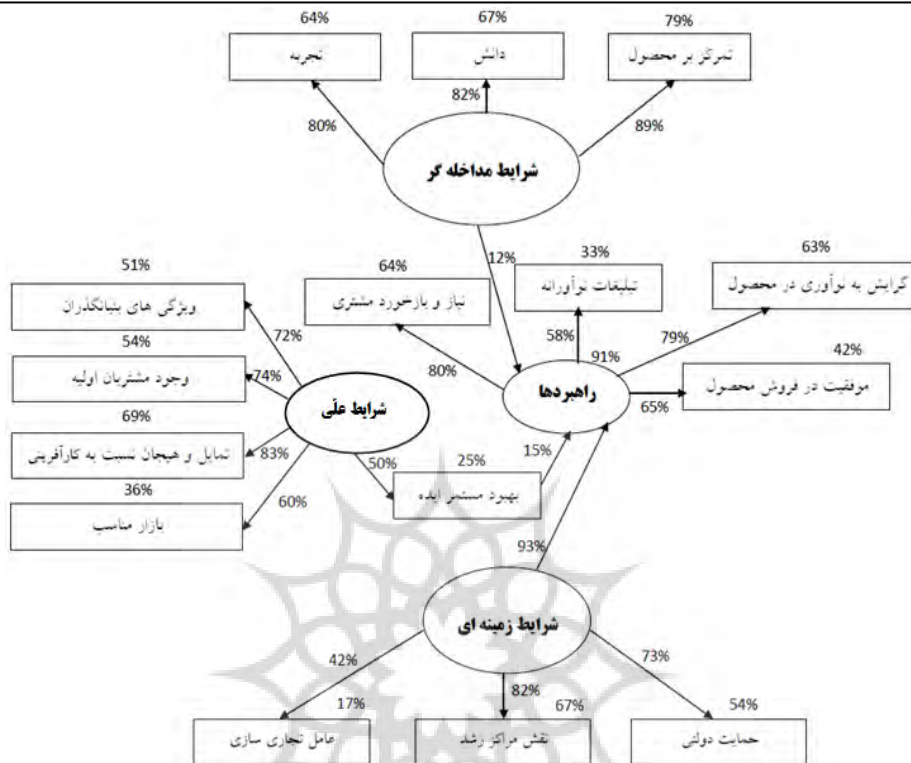 64%
67%
79%
تجربه
دانش
تمرکز بر محصول
80%
82%
89%
شرایط مداخله گر
12%
51%
ویژگی های بنیانگذران
64%
نیاز و بازخورد مشتری
33%
تبلیغات نوآورانه
63%
گرایش به نوآوری در محصول
72%
80%
58%
91%
79%
54%
وجود مشتریان اولیه
74%
42%
موفقیت در فروش محصول
65%
شرایط علّی
راهبردها
69%
تمایل و هیجان نسبت به کارآفرینی
83%
36%
بازار مناسب
60%
50%
25%
بهبود مستمر ایده
15%
93%
شرایط زمینه ای
42%
82%
73%
17%
67%
54%
عامل تجاری سازی
نقش مراکز رشد
حمایت دولتی